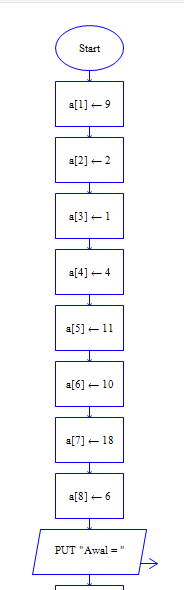 Start
a[1] ← 9
a[2] ← 2
a[3] ← 1
a[4] ← 4
a[5] ← 11
a[6] ← 10
a[7] ← 18
a[8] ← 6
PUT "Awal = "